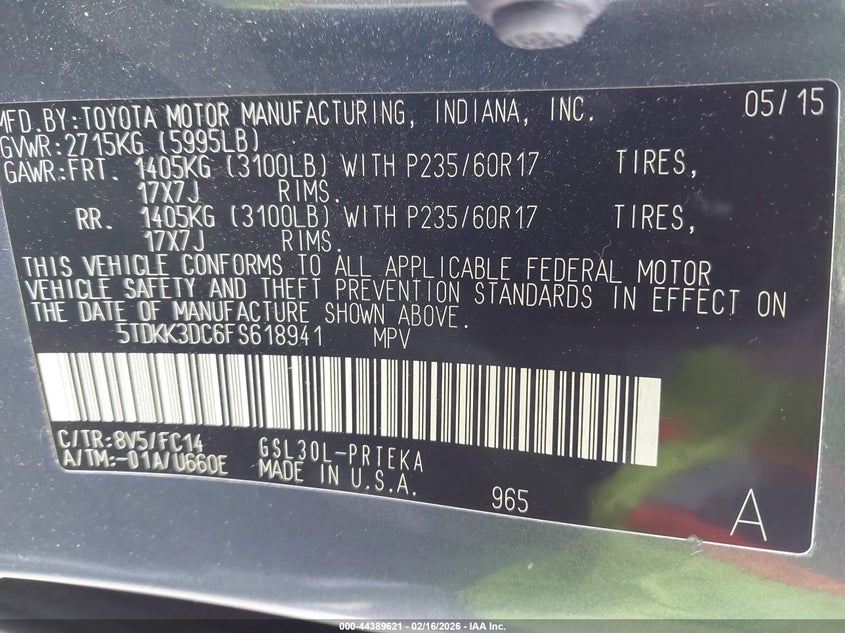 MFD.BY:TOYOTA MOTOR MANUFACTURING, INDIANA, INC. 05/15
GVWR:2715KG (5995LB)
GAWR:FRT. 1405KG (3100LB) WITH P235/60R17 TIRES,
17X7J RIMS.
RR. 1405KG (3100LB) WITH P235/60R17 TIRES,
17X7J RIMS.
THIS VEHICLE CONFORMS TO ALL APPLICABLE FEDERAL MOTOR
VEHICLE SAFETY AND THEFT PREVENTION STANDARDS IN EFFECT ON
THE DATE OF MANUFACTURE SHOWN ABOVE.
5TDKK3DC6FS618941 MPV
C/TR:8V5/FC14 GSL30L-PRTEKA
A/TM:-01A/U660E MADE IN U.S.A.
965
A
000-44389621 - 02/16/2026 - IAA Inc.